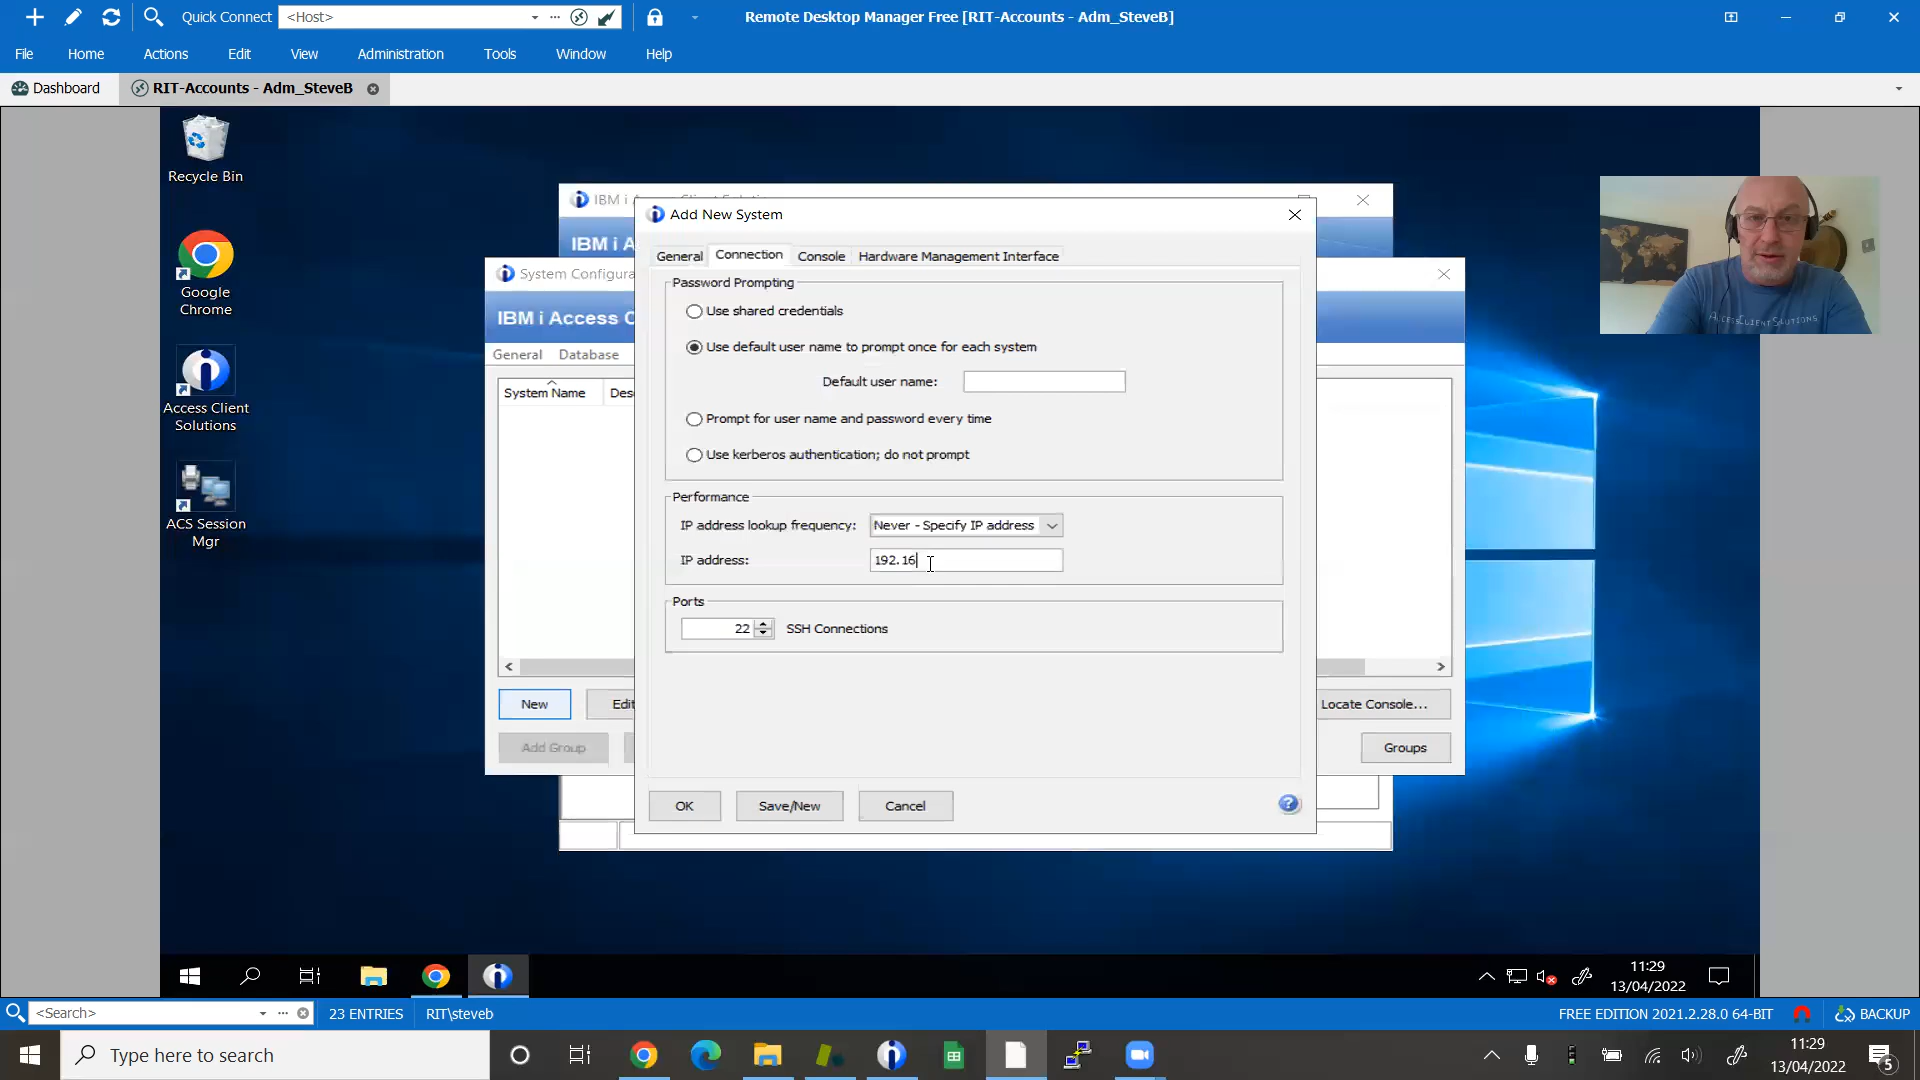 Quick Connect
<Host>
Remote Desktop Manager Free [RIT-Accounts - Adm_SteveB]
File
Home
Actions
Edit
View
Administration
Tools
Window
Help
Dashboard
RIT-Accounts - Adm_SteveB
Recycle Bin
Google
Chrome
Access Client
Solutions
ACS Session
Mgr
IBM i
IBM i A
System Configura
IBM i Access C
General
Database
System Name
Des
New
Edit
Add Group
Locate Console...
Groups
Add New System
General
Connection
Console
Hardware Management Interface
Password Prompting
Use shared credentials
Use default user name to prompt once for each system
Default user name:
Prompt for user name and password every time
Use kerberos authentication; do not prompt
Performance
IP address lookup frequency:
Never - Specify IP address
IP address:
192.16
Ports
22
SSH Connections
OK
Save/New
Cancel
?
ACCESSCLIENTSOLUTIONS
11:29
13/04/2022
<Search>
23 ENTRIES
RIT\steveb
FREE EDITION 2021.2.28.0 64-BIT
BACKUP
Type here to search
11:29
13/04/2022
5